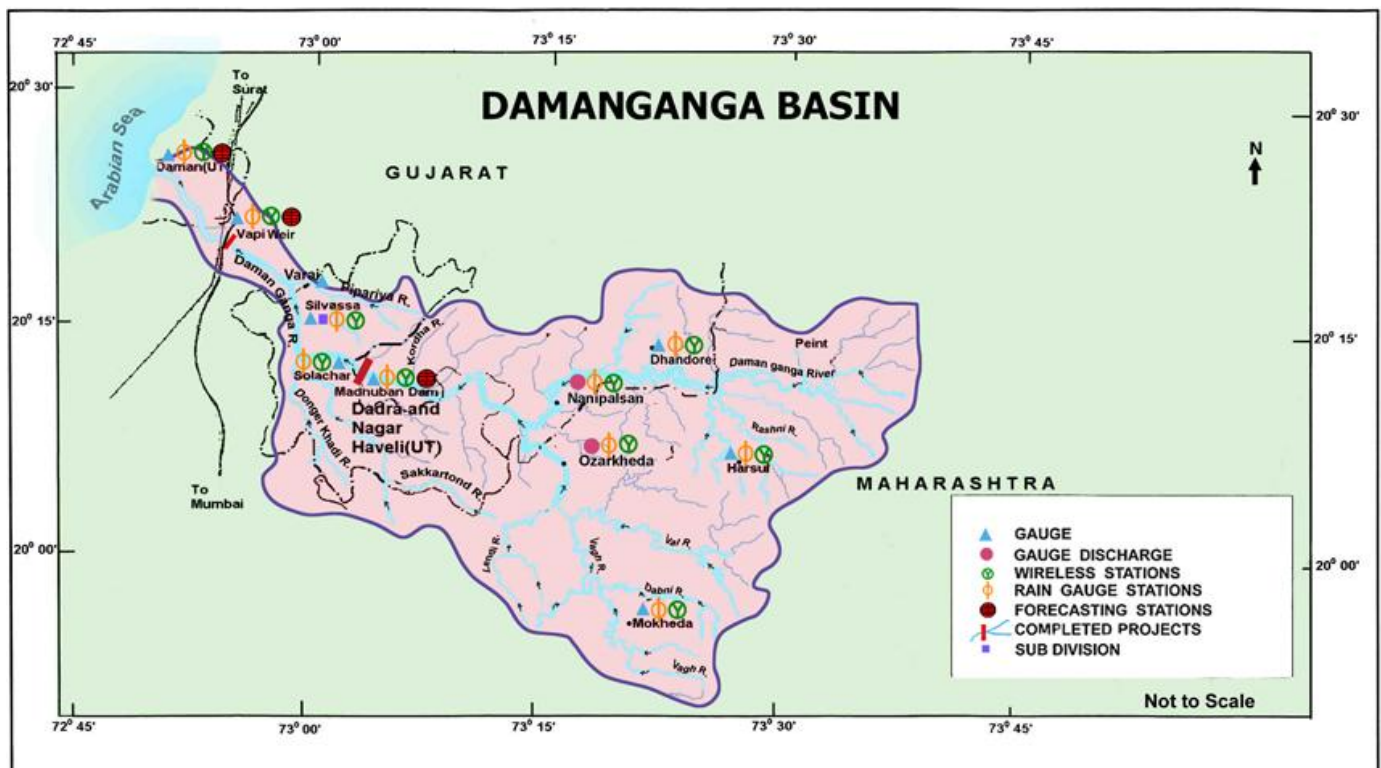 72° 45'
73° 00'
73° 15'
73° 30'
73° 45'
20° 30'
To
Surat
DAMANGANGA BASIN
20° 30'
Arabian Sea
N
Daman(UT)
GUJARAT
Vapi Weir
Daman Ganga R.
Varai
Pipariya R.
Silvassa
20° 15'
20° 15'
Kordha R.
Peint
Dhandore
Daman ganga River
Solachar
Madhuban Dam
Nanipalsan
Dadra and
Nagar
Haveli(UT)
Donger Khadi R.
Rashni R.
Ozarkheda
Harsul
Sakkartond R.
To
Mumbai
MAHARASHTRA
20° 00'
20° 00'
Lendi R.
Vagh R.
Val R.
Dabni R.
Mokheda
Vagh R.
GAUGE
GAUGE DISCHARGE
WIRELESS STATIONS
RAIN GAUGE STATIONS
FORECASTING STATIONS
COMPLETED PROJECTS
SUB DIVISION
Not to Scale
72° 45'
73° 00'
73° 15'
73° 30'
73° 45'